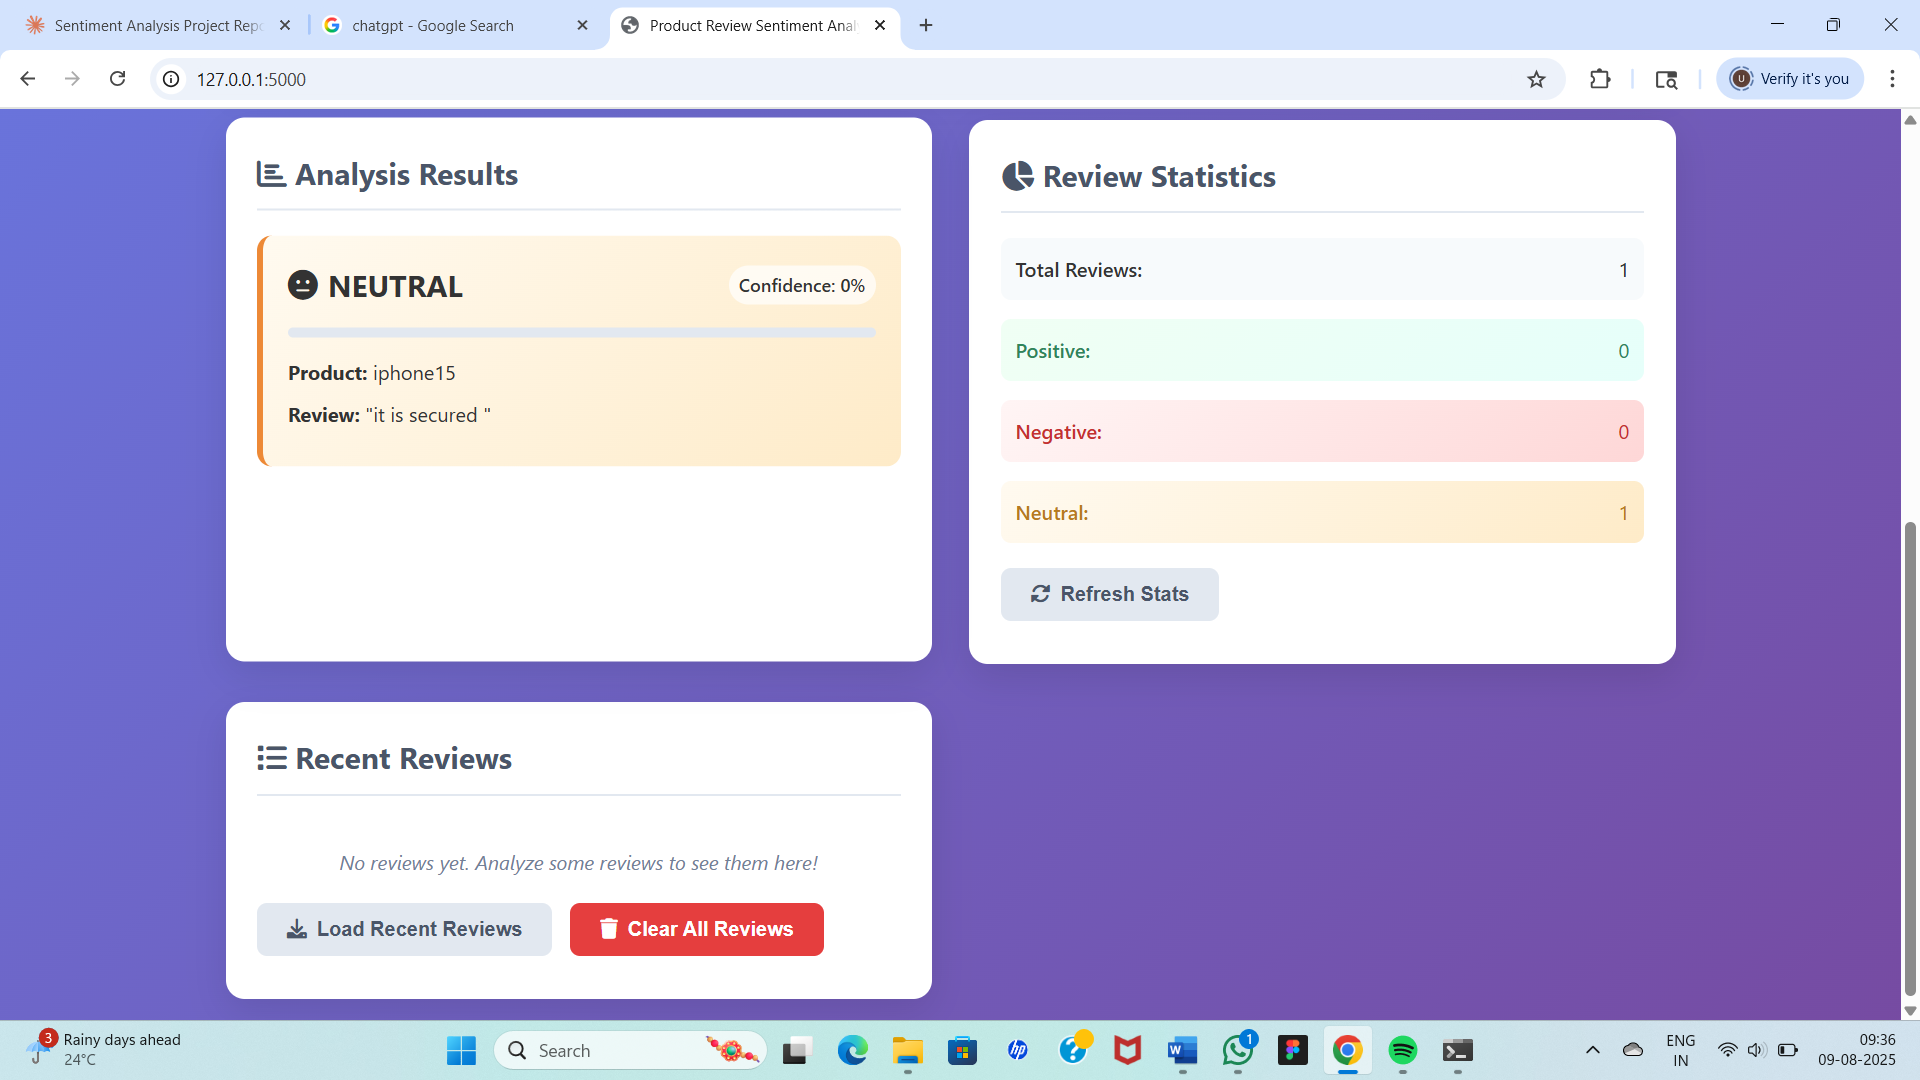 Sentiment Analysis Project Repo
chatgpt - Google Search
Product Review Sentiment Anal
127.0.0.1:5000
U
Verify it's you
Analysis Results
NEUTRAL
Confidence: 0%
Product: iphone15
Review: "it is secured "
Review Statistics
Total Reviews: 1
Positive: 0
Negative: 0
Neutral: 1
Refresh Stats
Recent Reviews
No reviews yet. Analyze some reviews to see them here!
Load Recent Reviews
Clear All Reviews
3
Rainy days ahead
24°C
Search
hp
W
1
ENG
IN
09:36
09-08-2025